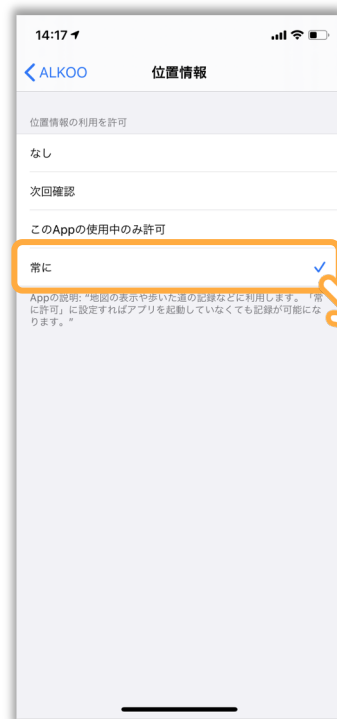 14:17
ALKOO
位置情報
位置情報の利用を許可
なし
次回確認
このAppの使用中のみ許可
常に
Appの説明: “地図の表示や歩いた道の記録などに利用します。「常
に許可」に設定すればアプリを起動していなくても記録が可能にな
ります。”